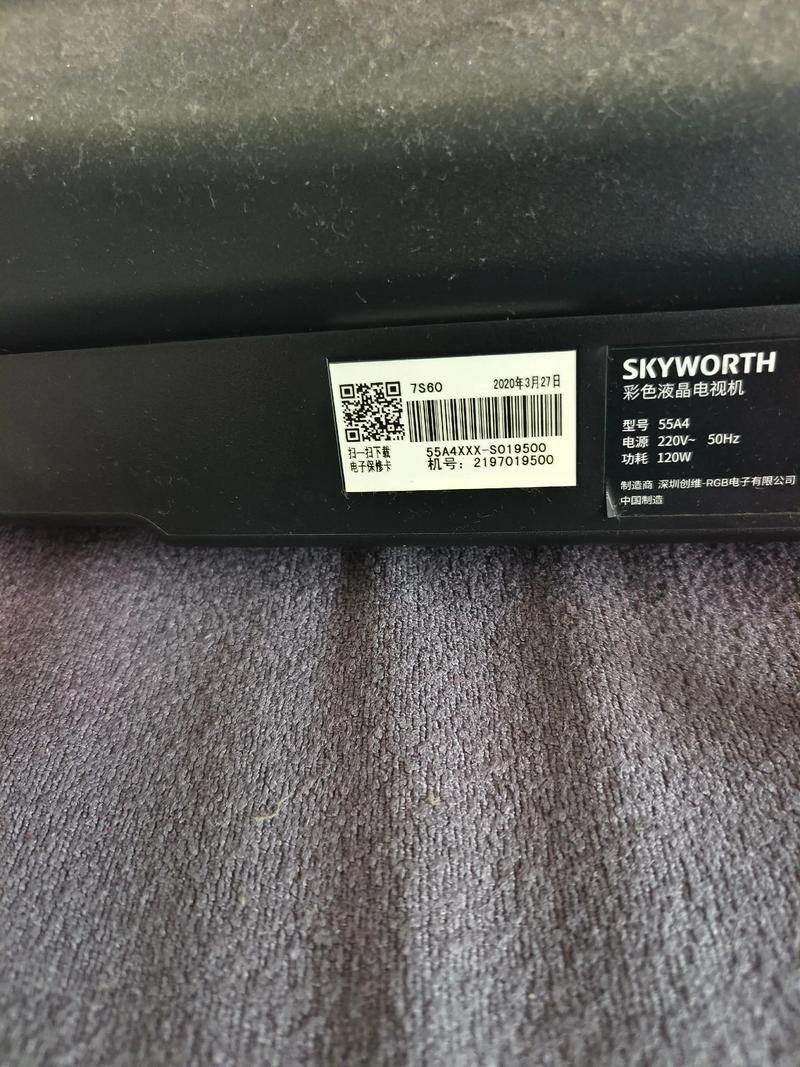 7S60 2020年3月27日
扫一扫下载
电子保修卡
55A4XXX-S019500
机号：2197019500
SKYWORTH
彩色液晶电视机
型号 55A4
电源 220V~ 50Hz
功耗 120W
制造商 深圳创维-RGB电子有限公司
中国制造